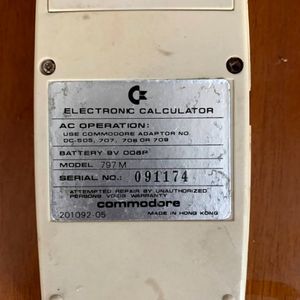 ELECTRONIC CALCULATOR
AC OPERATION:
USE COMMODORE ADAPTOR NO.
DC-505, 707, 708 OR 709
BATTERY 9V 006P
MODEL 797M
SERIAL NO.: 091174
ATTEMPTED REPAIR BY UNAUTHORIZED
PERSONS VOIDS WARRANTY
commodore
201092-05 MADE IN HONG KONG